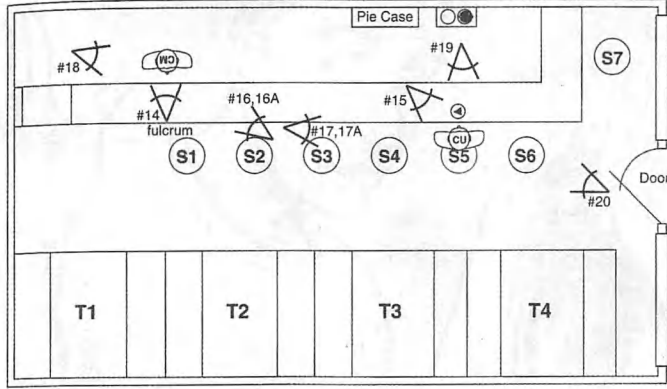 Pie Case
#18
CM
#19
S7
#16,16A
#15
#14
fulcrum
#17,17A
CU
S1
S2
S3
S4
S5
S6
Door
#20
T1
T2
T3
T4